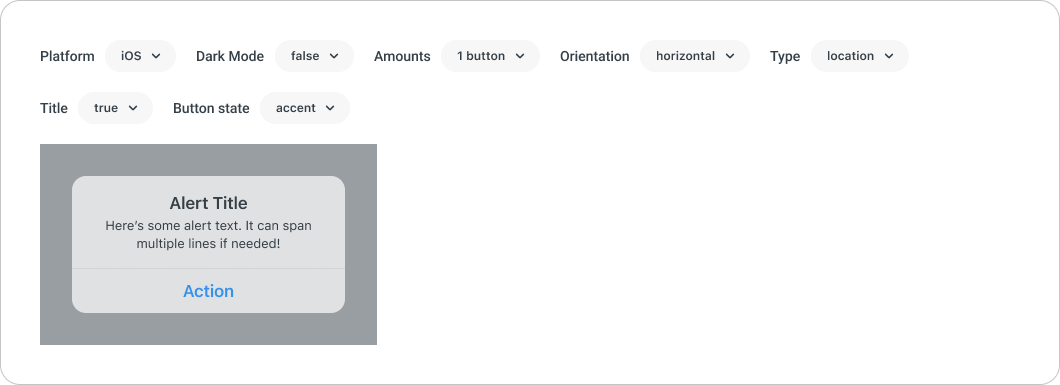 Platform iOS Dark Mode false Amounts 1 button Orientation horizontal Type location
Title true Button state accent
Alert Title
Here’s some alert text. It can span
multiple lines if needed!
Action